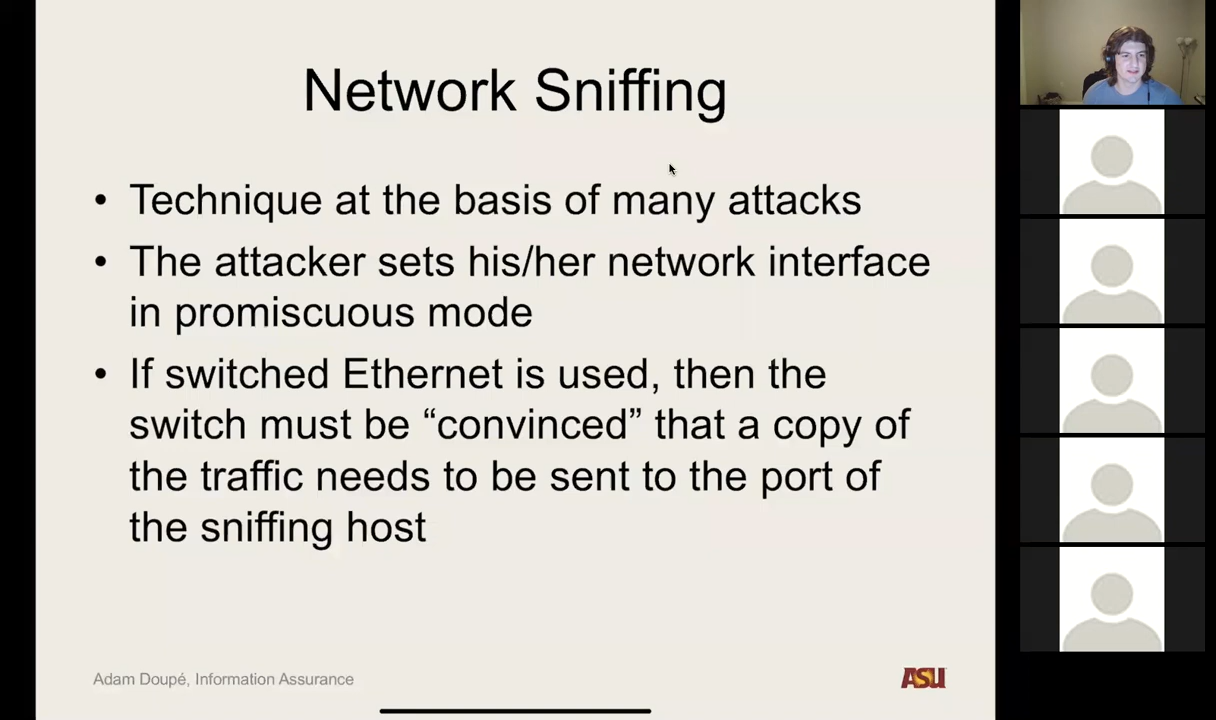 Network Sniffing
• Technique at the basis of many attacks
• The attacker sets his/her network interface
in promiscuous mode
• If switched Ethernet is used, then the
switch must be “convinced” that a copy of
the traffic needs to be sent to the port of
the sniffing host
Adam Doupé, Information Assurance
ASU